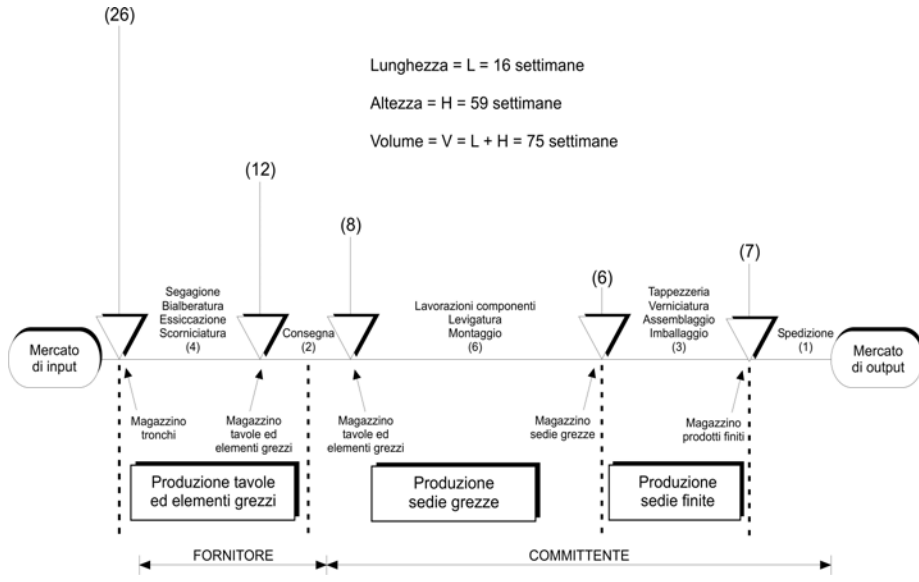 (26)
Lunghezza = L = 16 settimane
Altezza = H = 59 settimane
Volume = V = L + H = 75 settimane
(12)
(8)
(6)
(7)
Segagione
Bialberatura
Essiccazione
Scorniciatura
(4)
Consegna
(2)
Lavorazioni componenti
Levigatura
Montaggio
(6)
Tappezzeria
Verniciatura
Assemblaggio
Imballaggio
(3)
Spedizione
(1)
Mercato
di input
Mercato
di output
Magazzino
tronchi
Magazzino
tavole ed
elementi grezzi
Magazzino
tavole ed
elementi grezzi
Magazzino
sedie grezze
Magazzino
prodotti finiti
Produzione tavole
ed elementi grezzi
Produzione
sedie grezze
Produzione
sedie finite
FORNITORE
COMMITTENTE